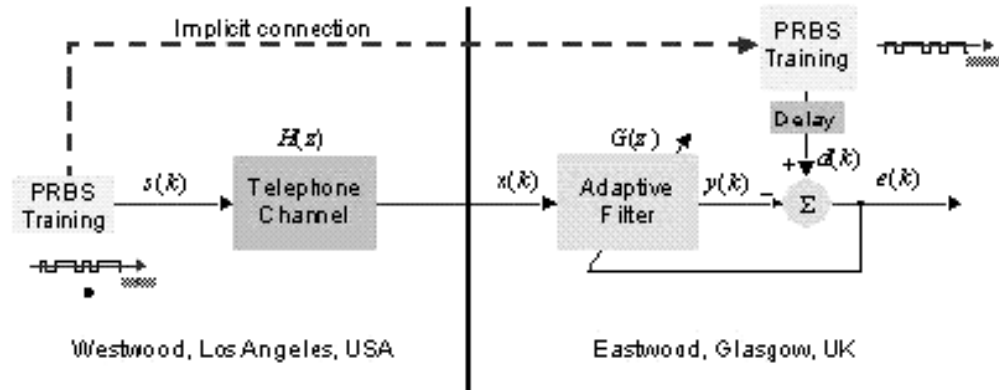 Implicit connection
PRBS
Training
Delay
H(z)
G(z)
+
d(k)
PRBS
Training
s(k)
Telephone
Channel
x(k)
Adaptive
Filter
y(k)
–
Σ
e(k)
Westwood, Los Angeles, USA
Eastwood, Glasgow, UK